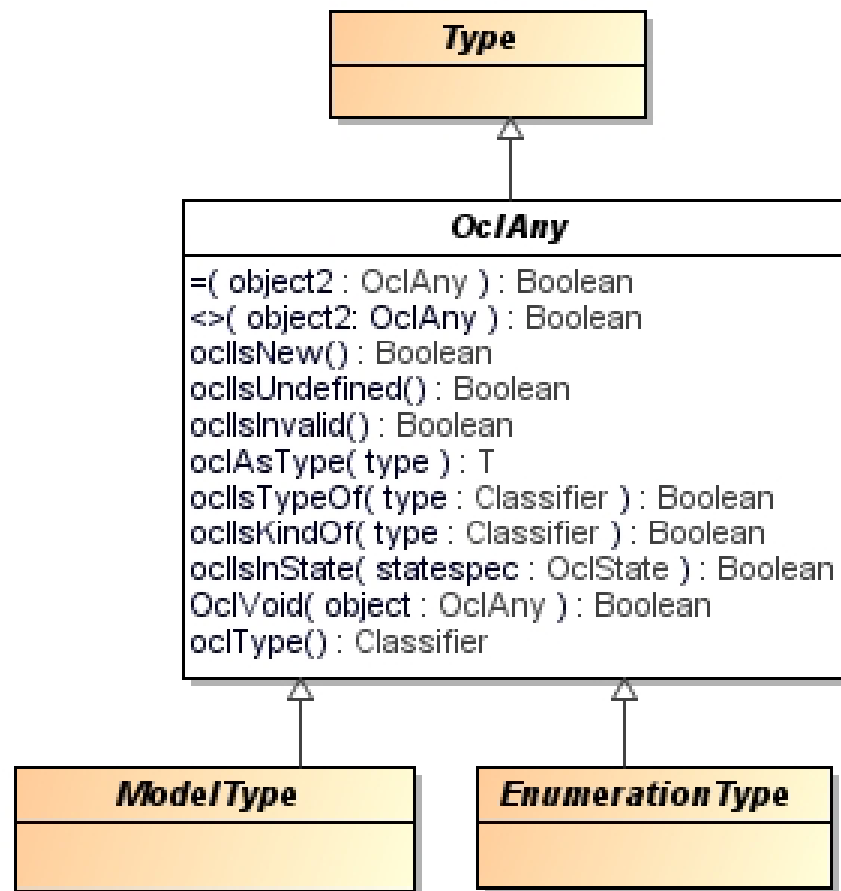 Type
OclAny
=( object2 : OclAny ) : Boolean
<>( object2: OclAny ) : Boolean
oclIsNew() : Boolean
oclIsUndefined() : Boolean
oclIsInvalid() : Boolean
oclAsType( type ) : T
oclIsTypeOf( type : Classifier ) : Boolean
oclIsKindOf( type : Classifier ) : Boolean
oclIsInState( statespec : OclState ) : Boolean
OclVoid( object : OclAny ) : Boolean
oclType() : Classifier
ModelType
EnumerationType